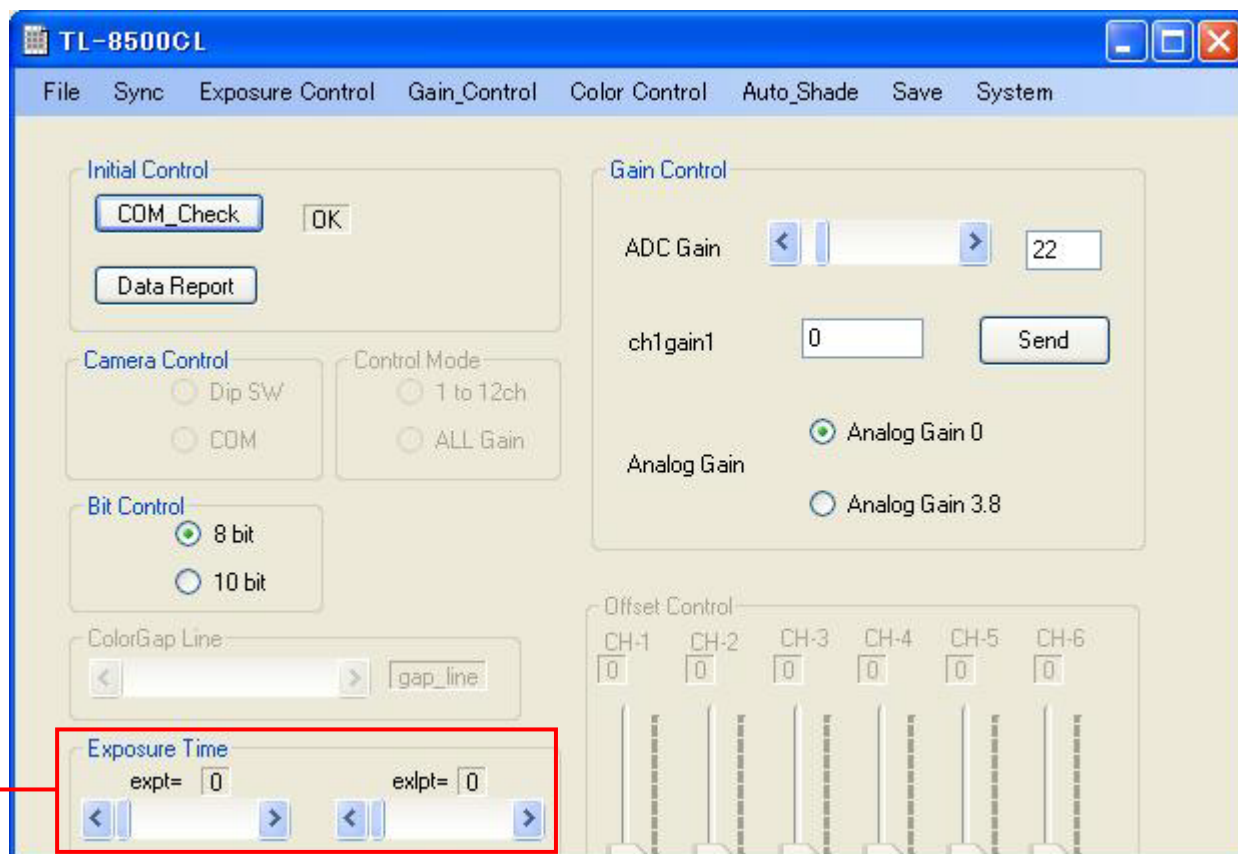 TL-8500CL
File Sync Exposure Control Gain_Control Color Control Auto_Shade Save System
Initial Control
COM_Check OK
Data Report
Camera Control
Dip SW
COM
Control Mode
1 to 12ch
ALL Gain
Bit Control
8 bit
10 bit
ColorGap Line
gap_line
Exposure Time
expt= 0 exlpt= 0
Gain Control
ADC Gain 22
ch1gain1 0 Send
Analog Gain
Analog Gain 0
Analog Gain 3.8
Offset Control
CH-1 CH-2 CH-3 CH-4 CH-5 CH-6
0 0 0 0 0 0